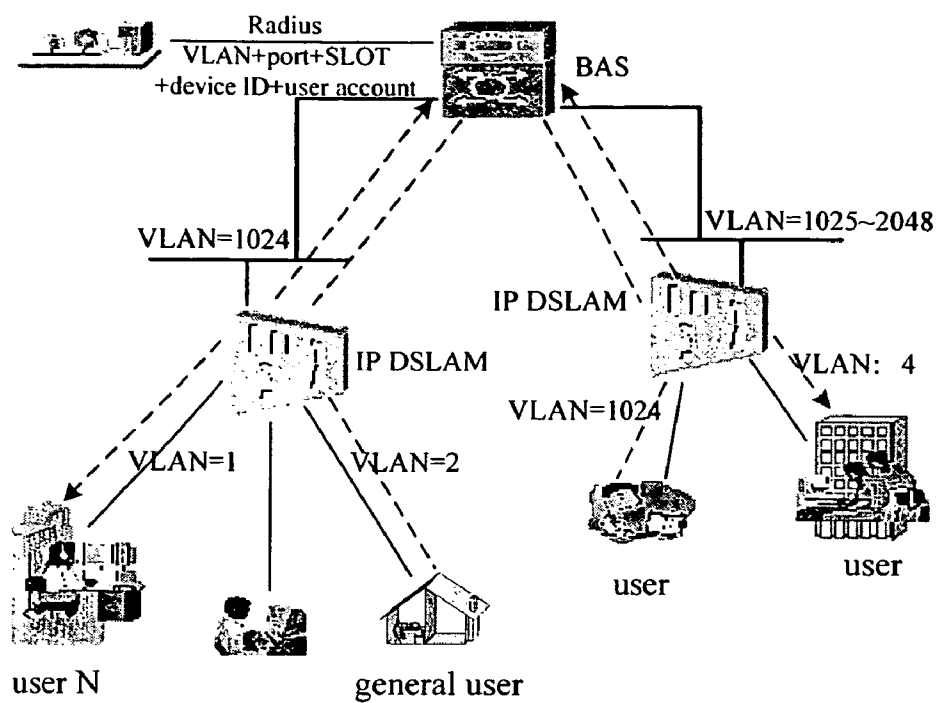 Radius
VLAN+port+SLOT
+device ID+user account
BAS
VLAN=1024
VLAN=1025~2048
IP DSLAM
IP DSLAM
VLAN: 4
VLAN=1024
VLAN=1
VLAN=2
user
user
user N
general user